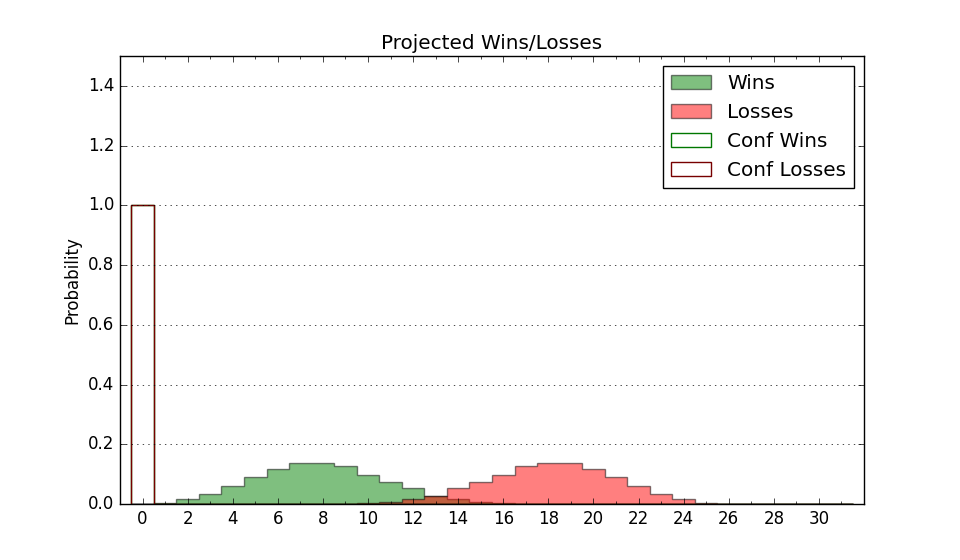 Projected Wins/Losses
Wins
Losses
Conf Wins
Conf Losses
Probability
1.4
1.2
1.0
0.8
0.6
0.4
0.2
0.0
0 2 4 6 8 10 12 14 16 18 20 22 24 26 28 30